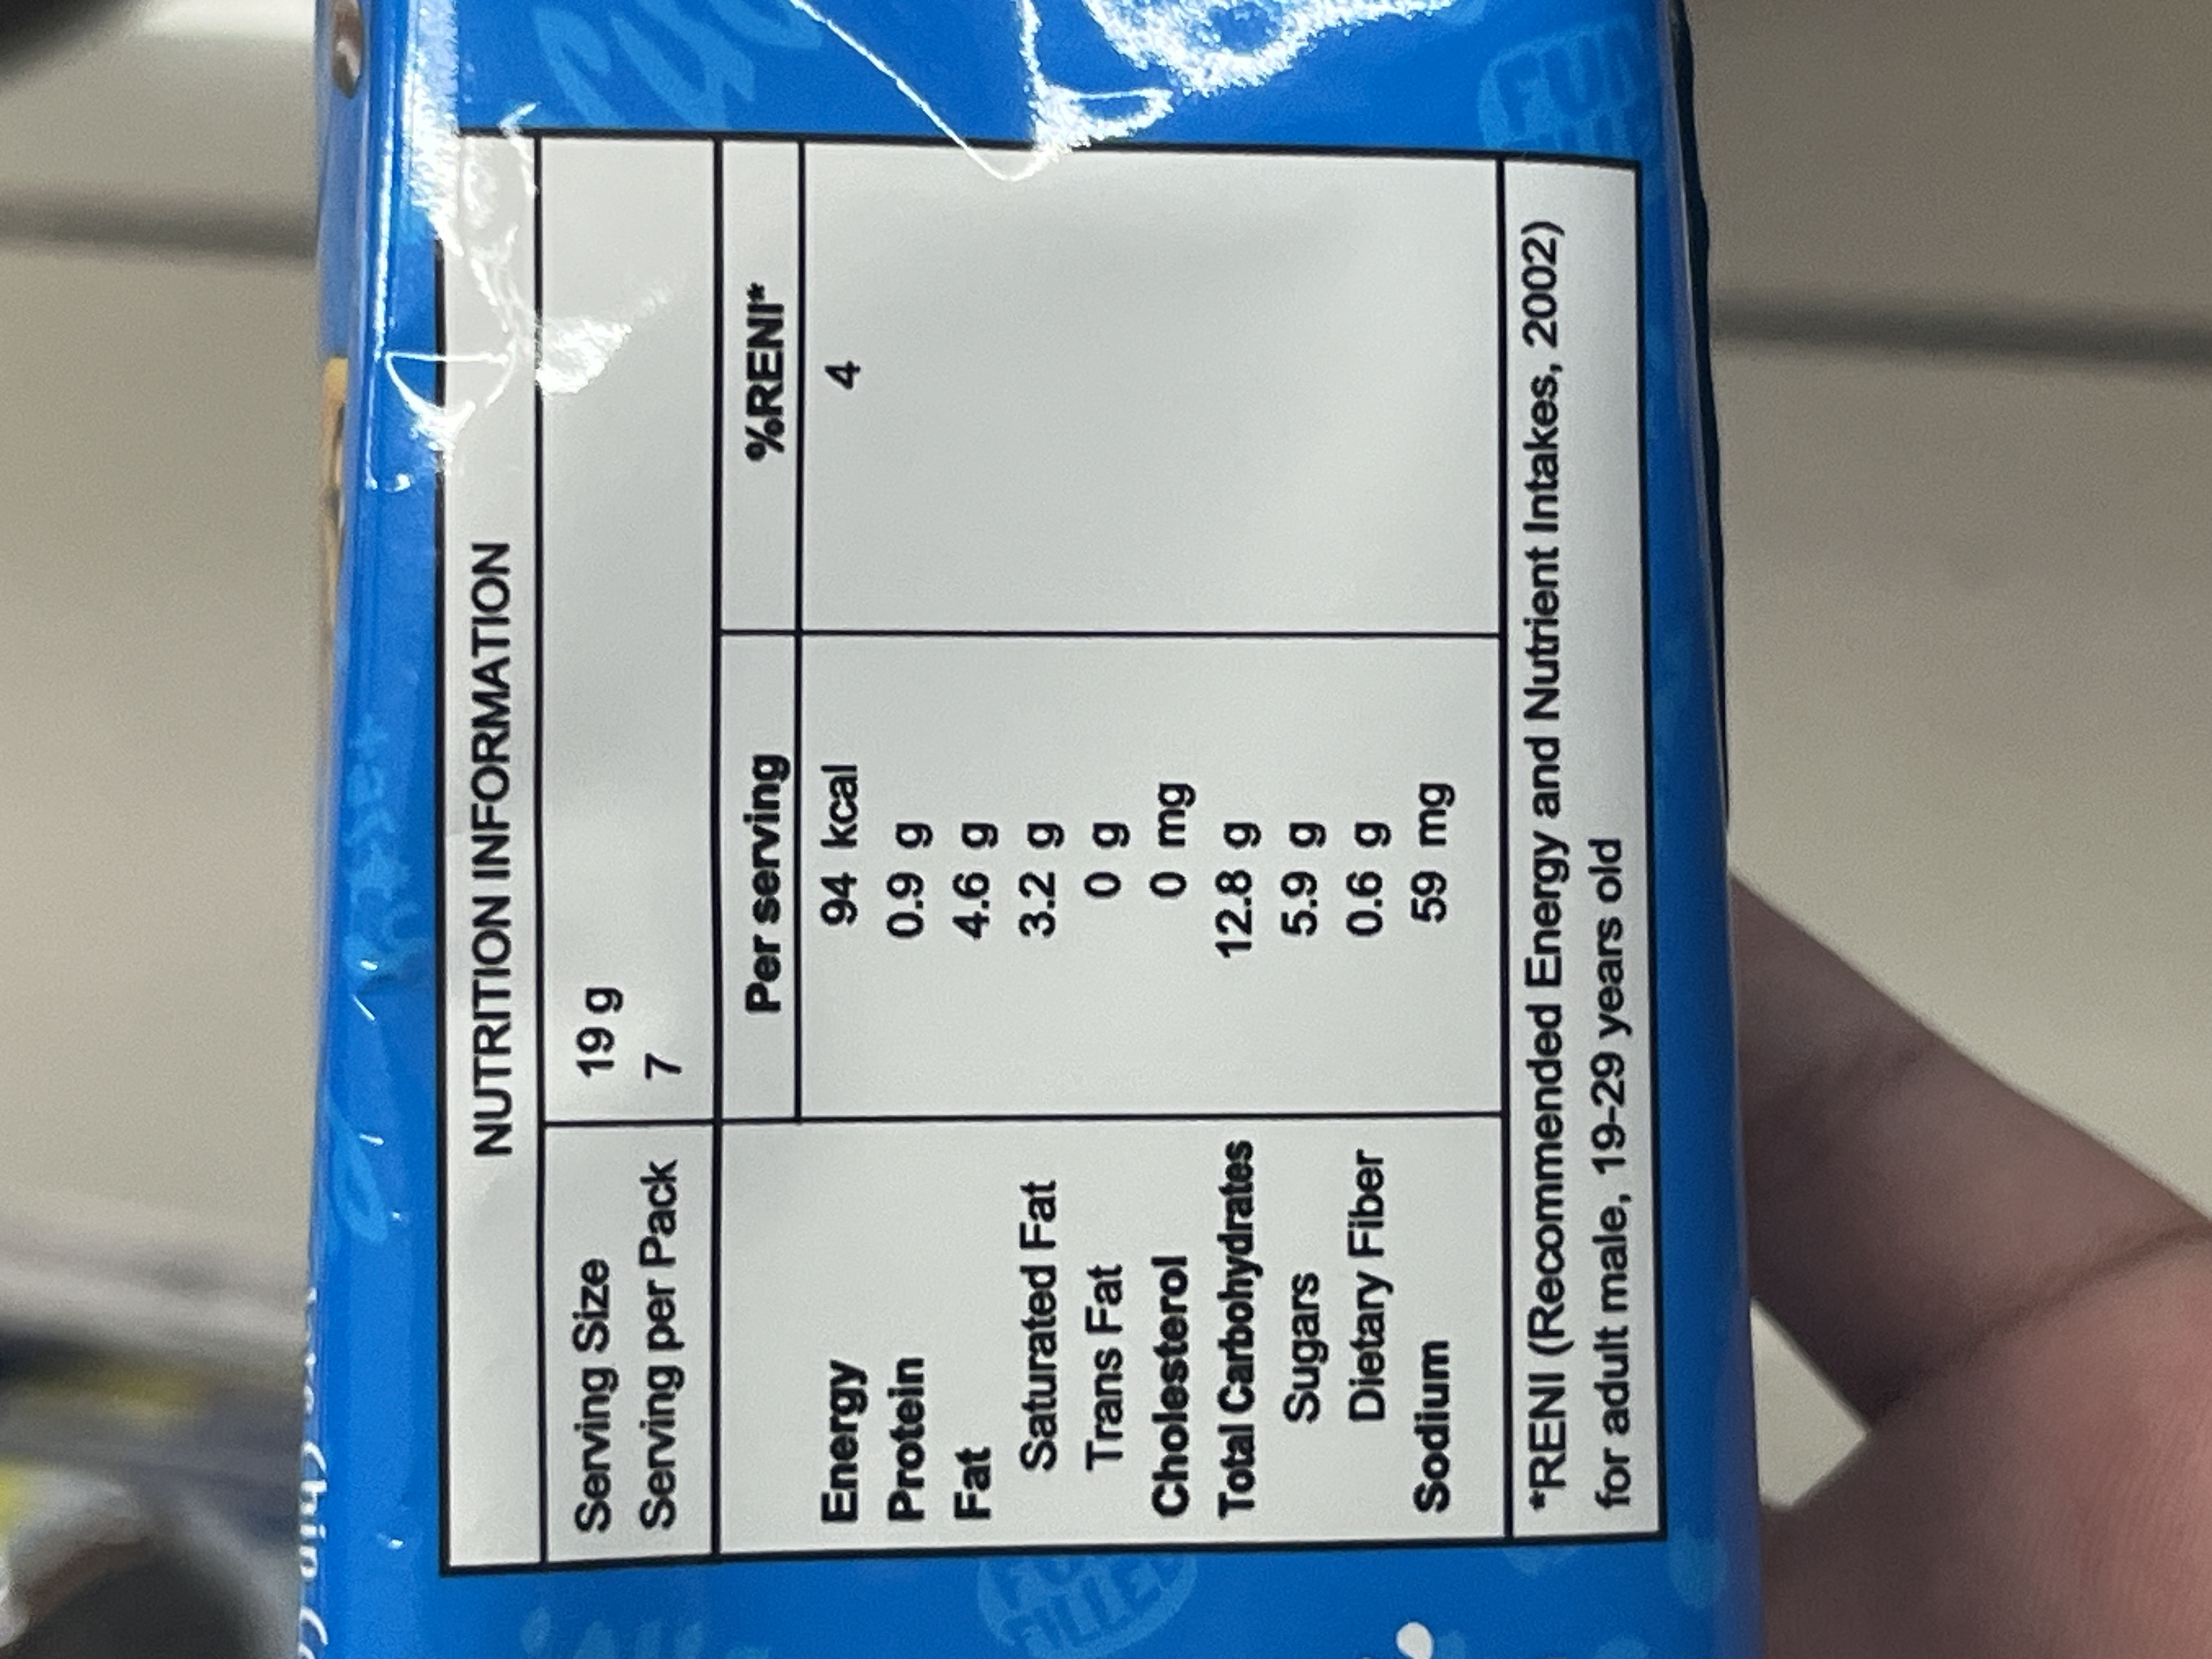 Chip
NUTRITION INFORMATION
Serving Size 19 g
Serving per Pack 7
Per serving %RENI*
Energy 94 kcal 4
Protein 0.9 g
Fat 4.6 g
Saturated Fat 3.2 g
Trans Fat 0 g
Cholesterol 0 mg
Total Carbohydrates 12.8 g
Sugars 5.9 g
Dietary Fiber 0.6 g
Sodium 59 mg
*RENI (Recommended Energy and Nutrient Intakes, 2002)
for adult male, 19-29 years old